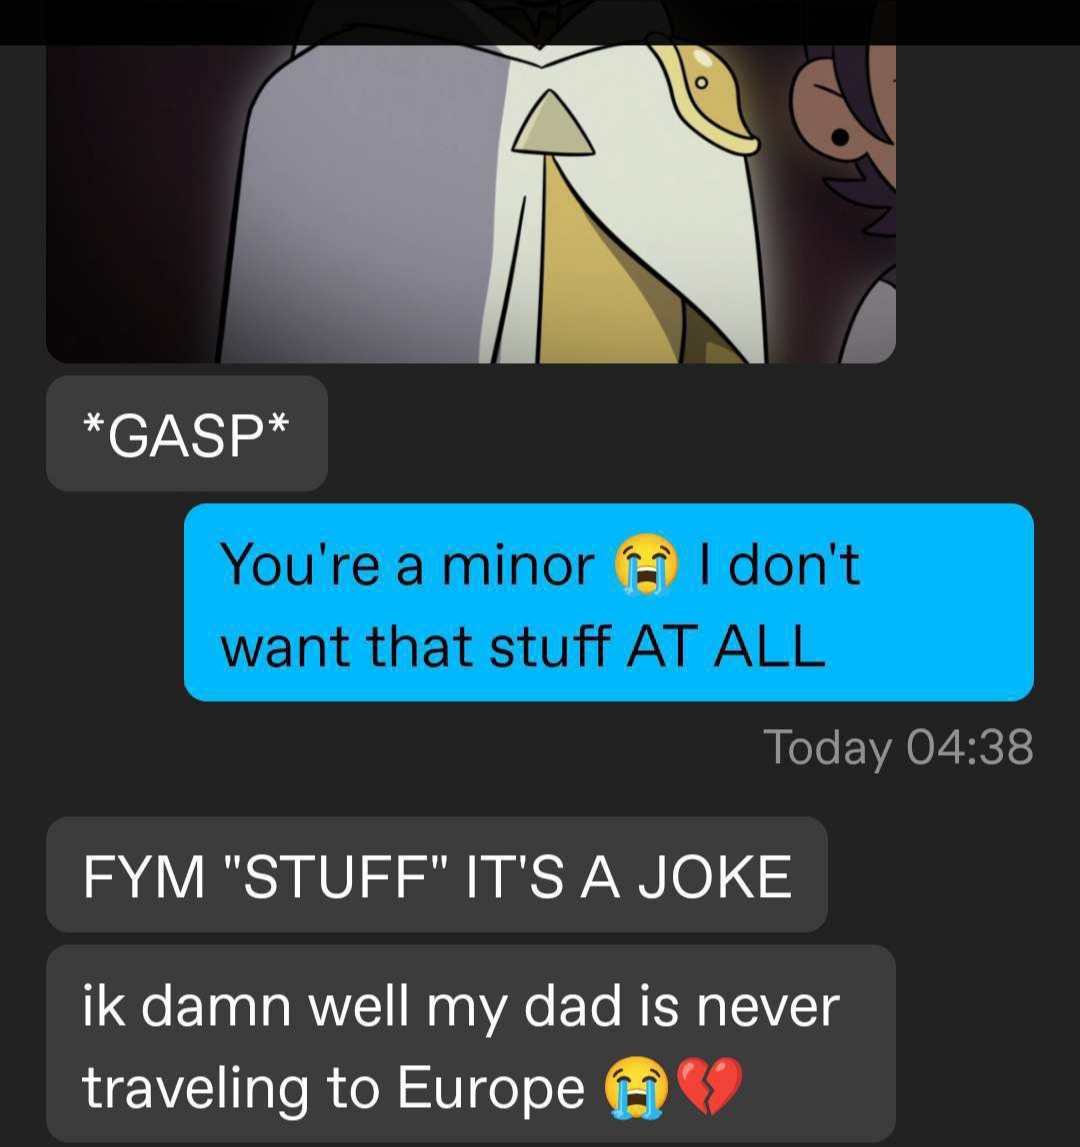 *GASP*
You're a minor 😭 I don't
want that stuff AT ALL
Today 04:38
FYM "STUFF" IT'S A JOKE
ik damn well my dad is never
traveling to Europe 😭💔